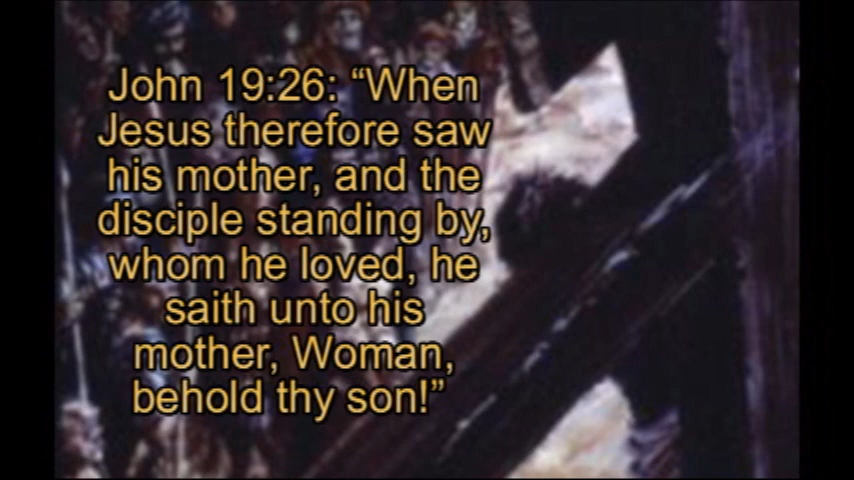 John 19:26: “When
Jesus therefore saw
his mother, and the
disciple standing by,
whom he loved, he
saith unto his
mother, Woman,
behold thy son!”